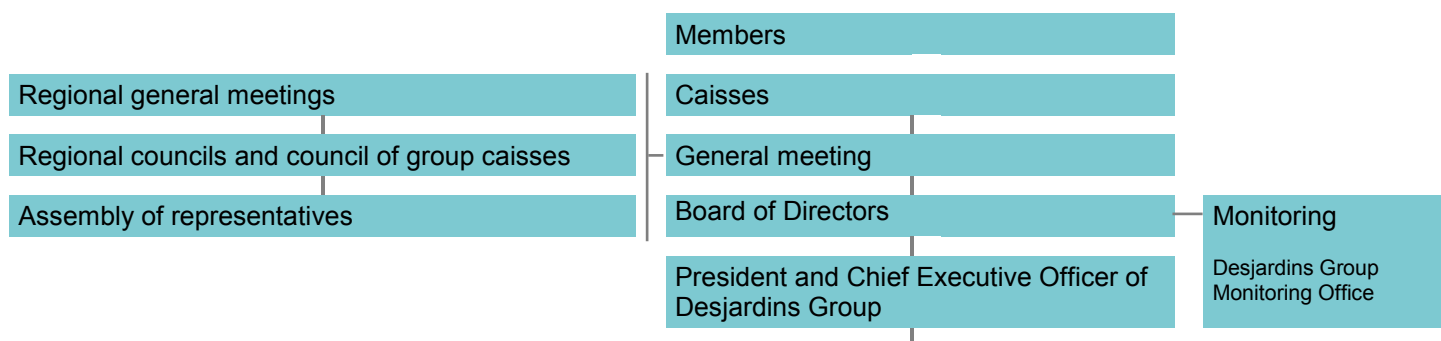 Members
Regional general meetings
Caisses
Regional councils and council of group caisses
General meeting
Assembly of representatives
Board of Directors
Monitoring
Desjardins Group
Monitoring Office
President and Chief Executive Officer of
Desjardins Group